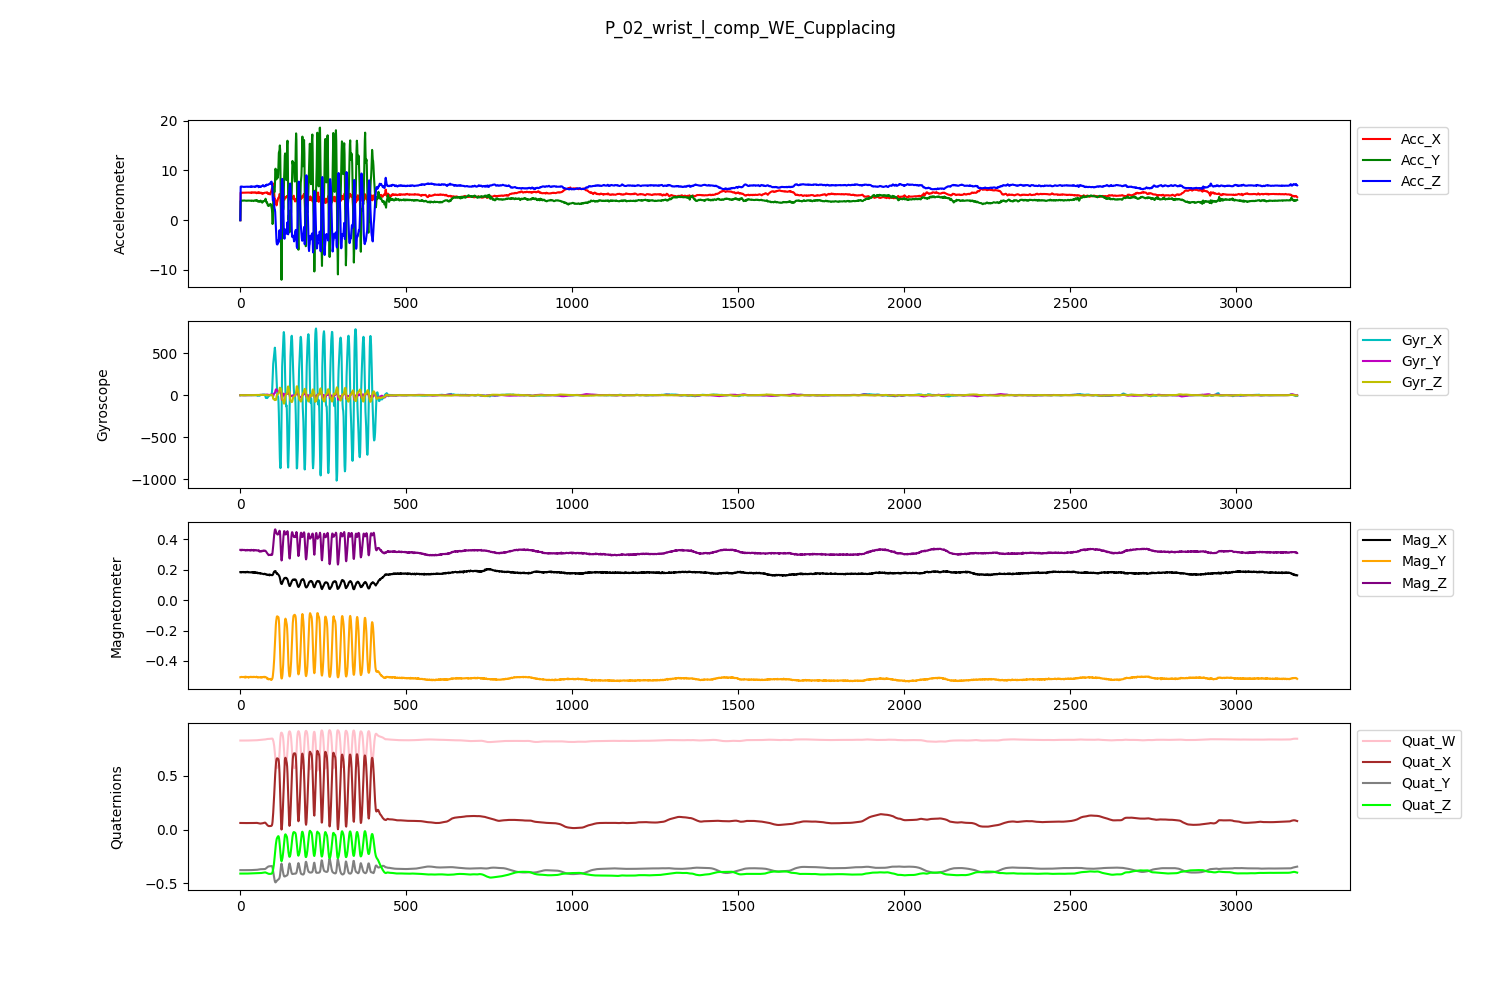 P_02_wrist_l_comp_WE_Cupplacing
Accelerometer
20
10
0
−10
0 500 1000 1500 2000 2500 3000
Acc_X
Acc_Y
Acc_Z
Gyroscope
500
0
−500
−1000
0 500 1000 1500 2000 2500 3000
Gyr_X
Gyr_Y
Gyr_Z
Magnetometer
0.4
0.2
0.0
−0.2
−0.4
0 500 1000 1500 2000 2500 3000
Mag_X
Mag_Y
Mag_Z
Quaternions
0.5
0.0
−0.5
0 500 1000 1500 2000 2500 3000
Quat_W
Quat_X
Quat_Y
Quat_Z